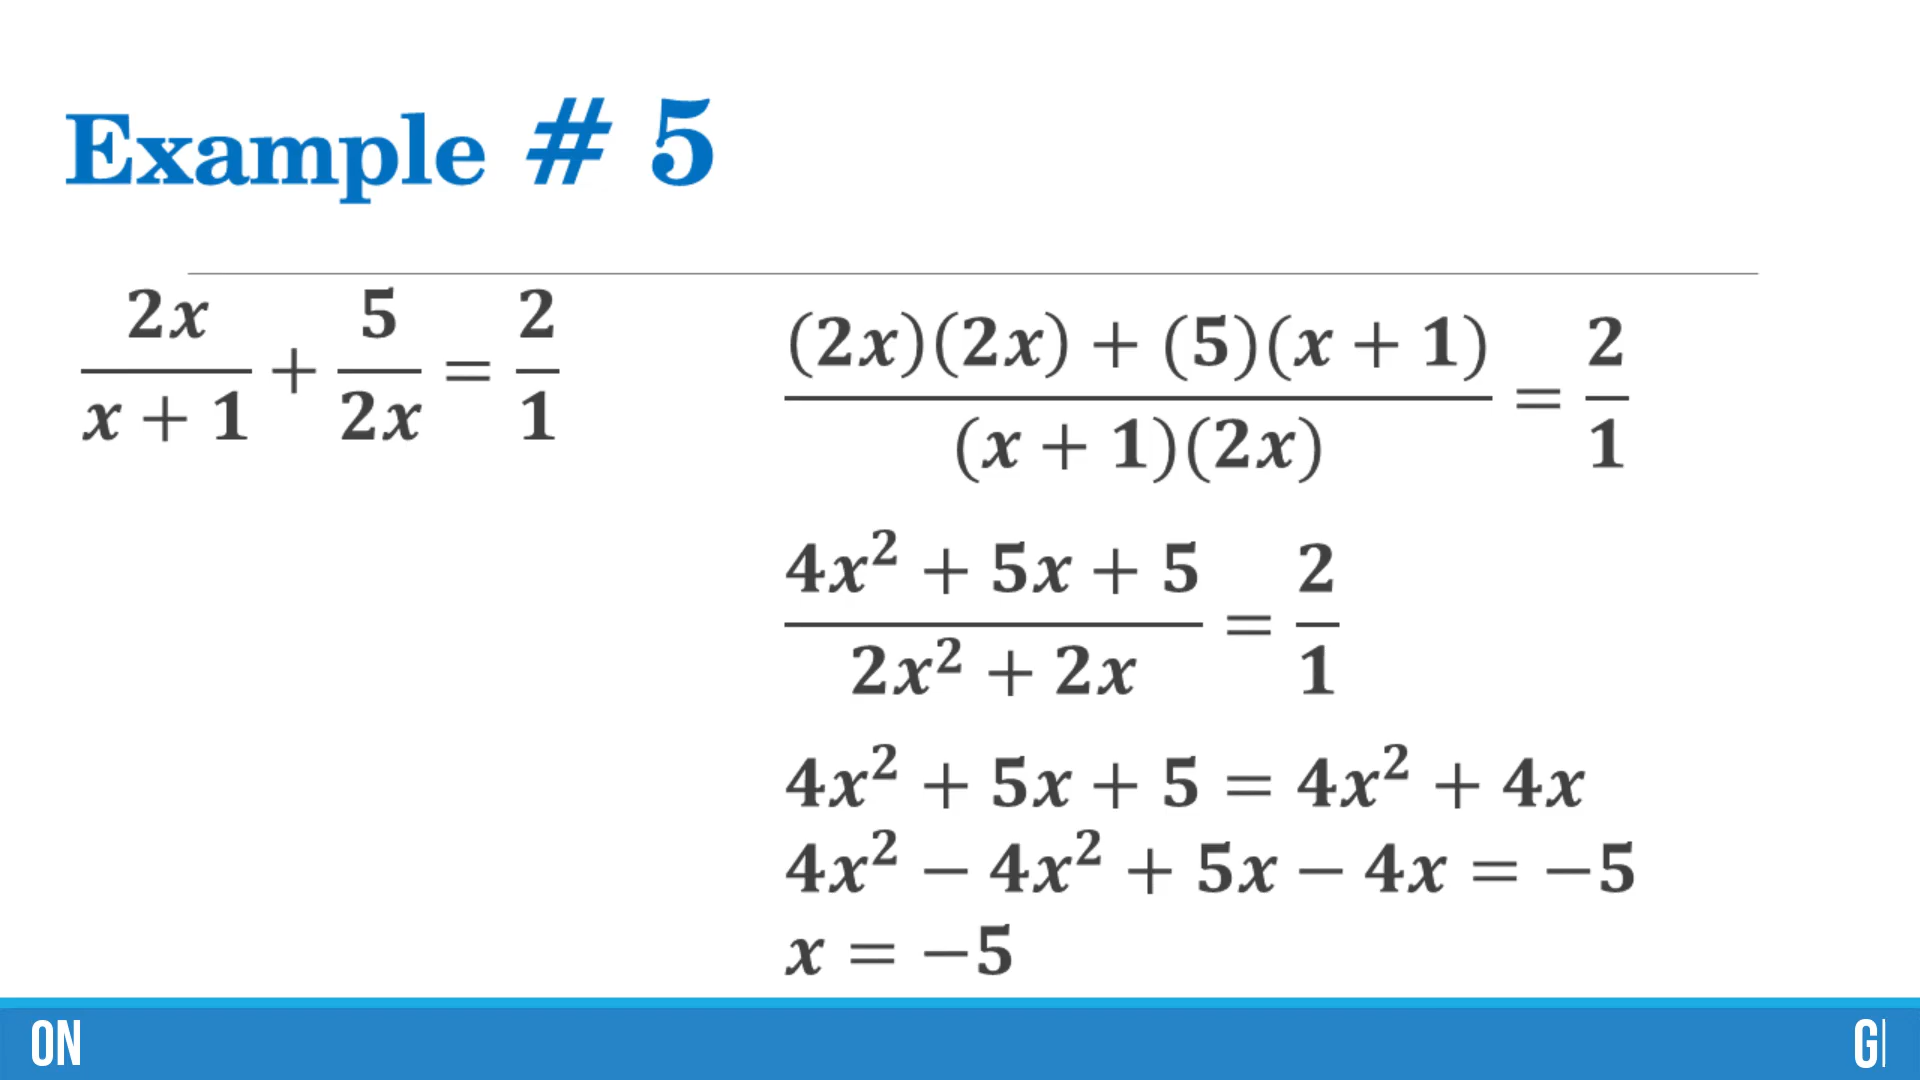 Example # 5
2x/(x + 1) + 5/(2x) = 2/1
((2x)(2x) + (5)(x + 1))/((x + 1)(2x)) = 2/1
(4x² + 5x + 5)/(2x² + 2x) = 2/1
4x² + 5x + 5 = 4x² + 4x
4x² − 4x² + 5x − 4x = −5
x = −5
ON
G|